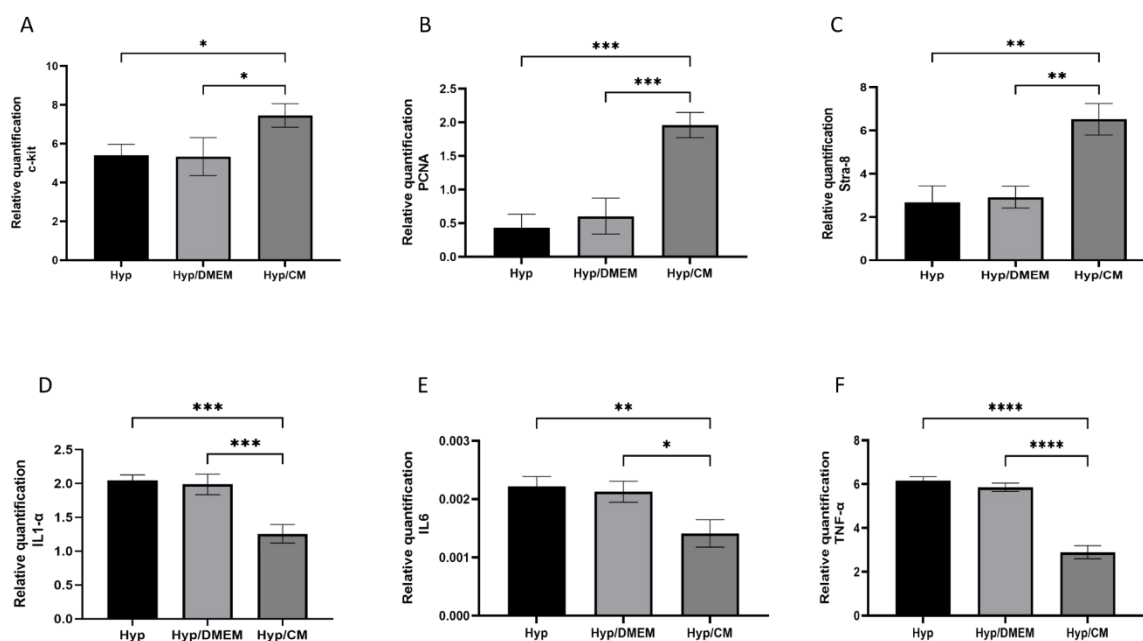 A
*
*
Relative quantification
c-kit
10
8
6
4
2
0
Hyp Hyp/DMEM Hyp/CM
B
***
***
Relative quantification
PCNA
2.5
2.0
1.5
1.0
0.5
0.0
Hyp Hyp/DMEM Hyp/CM
C
**
**
Relative quantification
Stra-8
8
6
4
2
0
Hyp Hyp/DMEM Hyp/CM
D
***
***
Relative quantification
IL1-α
2.5
2.0
1.5
1.0
0.5
0.0
Hyp Hyp/DMEM Hyp/CM
E
**
*
Relative quantification
IL6
0.003
0.002
0.001
0.000
Hyp Hyp/DMEM Hyp/CM
F
****
****
Relative quantification
TNF-α
8
6
4
2
0
Hyp Hyp/DMEM Hyp/CM